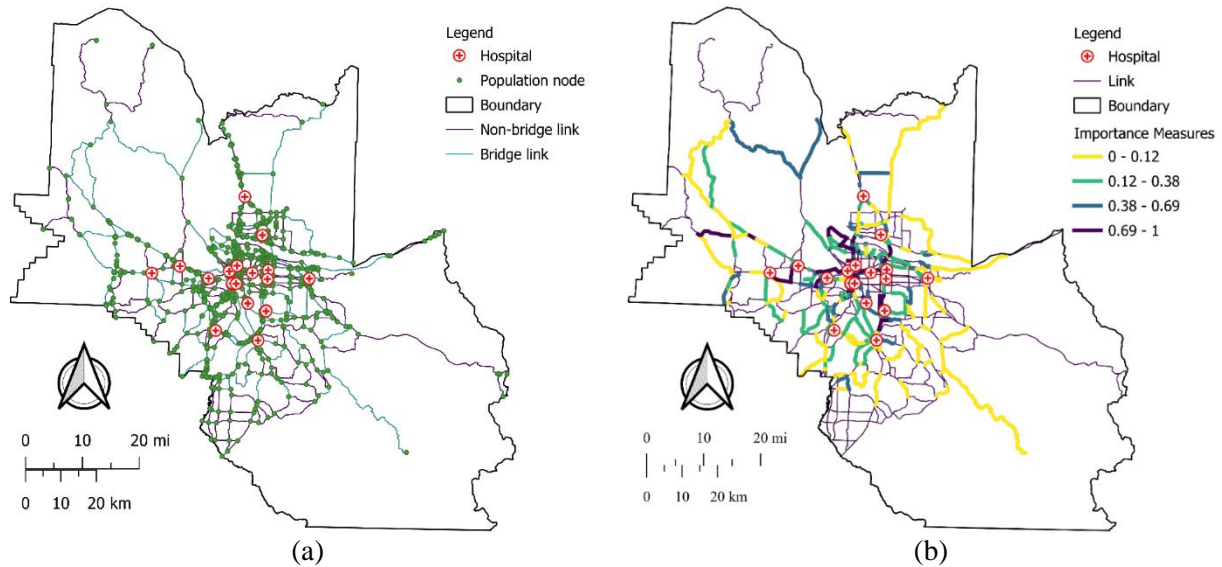 Legend
Hospital
Population node
Boundary
Non-bridge link
Bridge link
0 10 20 mi
0 10 20 km
(a)
Legend
Hospital
Link
Boundary
Importance Measures
0 - 0.12
0.12 - 0.38
0.38 - 0.69
0.69 - 1
0 10 20 mi
0 10 20 km
(b)